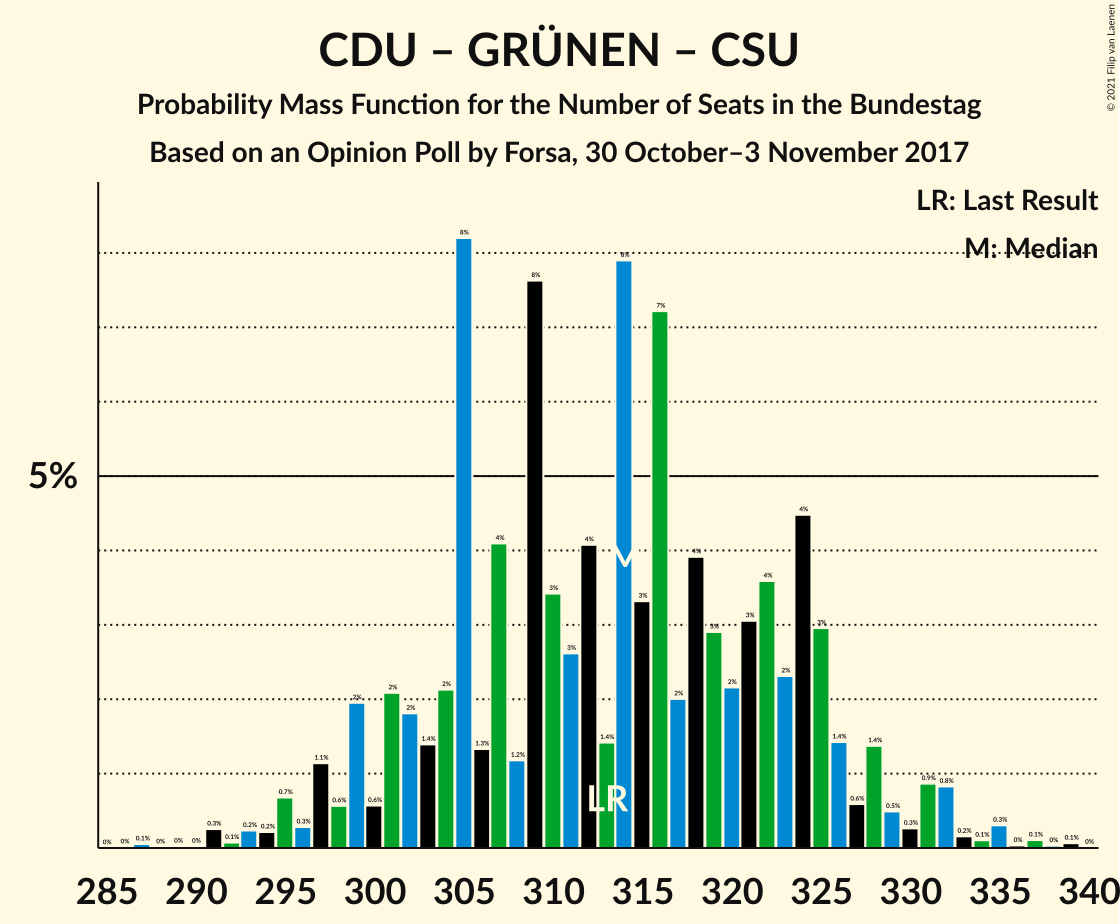 CDU – GRÜNEN – CSU
Probability Mass Function for the Number of Seats in the Bundestag
Based on an Opinion Poll by Forsa, 30 October–3 November 2017
© 2021 Filip van Laenen
LR: Last Result
M: Median
5%
0% 0% 0.1% 0% 0% 0% 0.3% 0.1% 0.2% 0.2% 0.7% 0.3% 1.1% 0.6% 2% 0.6% 2% 2% 1.4% 2% 8% 1.3% 4% 1.2% 8% 3% 3% 4% 1.4% 8% 3% 7% 2% 4% 3% 2% 3% 4% 2% 4% 3% 1.4% 0.6% 1.4% 0.5% 0.3% 0.9% 0.8% 0.2% 0.1% 0.3% 0% 0.1% 0% 0.1% 0%
M
LR
285 290 295 300 305 310 315 320 325 330 335 340